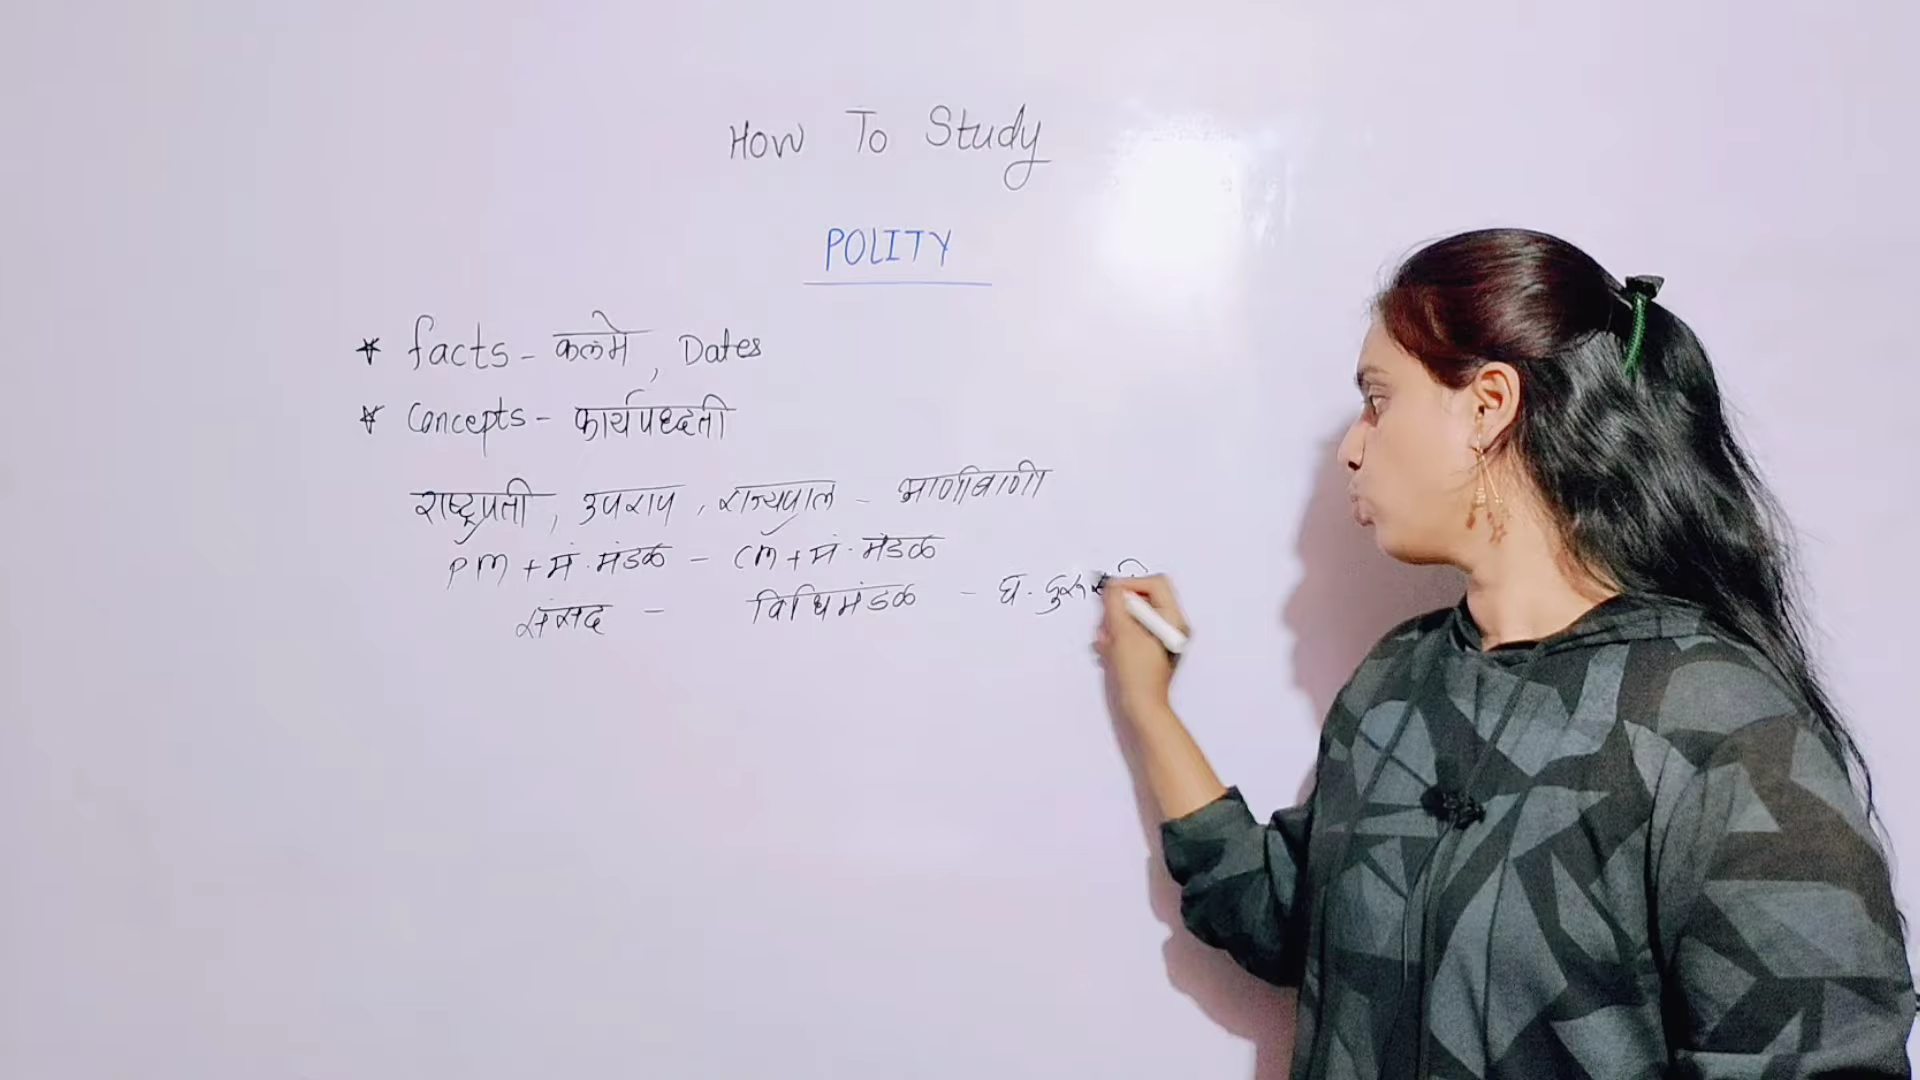 How To Study
POLITY
* facts - कलमे, Dates
* Concepts - कार्यपध्दती
राष्ट्रपती, उपराप, राज्यपाल - आणीबाणी
PM + मं. मंडळ - CM + मं. मंडळ
संसद - विधिमंडळ - घ. दुरुस्ती